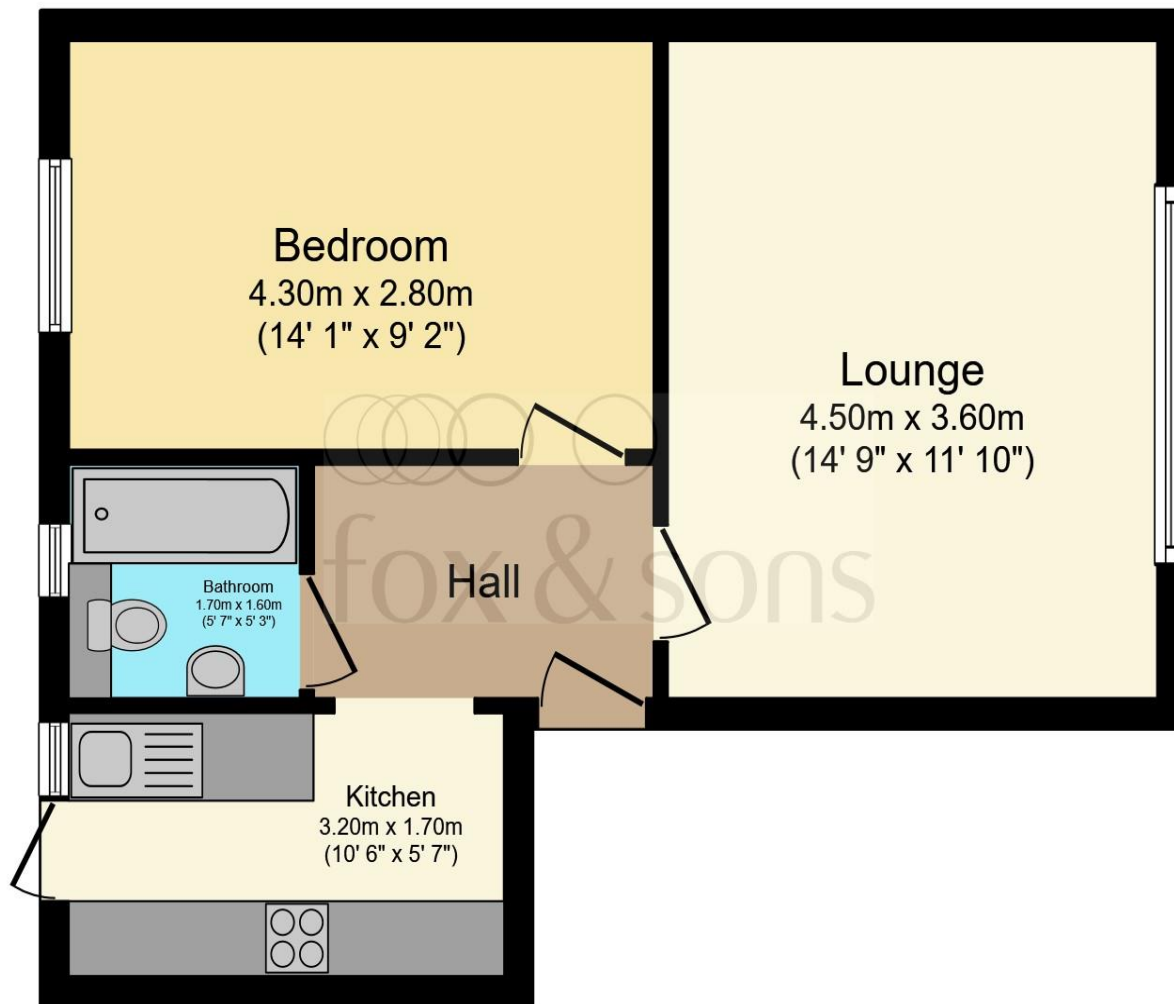 Bedroom
4.30m x 2.80m
(14' 1" x 9' 2")
Lounge
4.50m x 3.60m
(14' 9" x 11' 10")
fox & sons
Hall
Bathroom
1.70m x 1.60m
(5' 7" x 5' 3")
Kitchen
3.20m x 1.70m
(10' 6" x 5' 7")